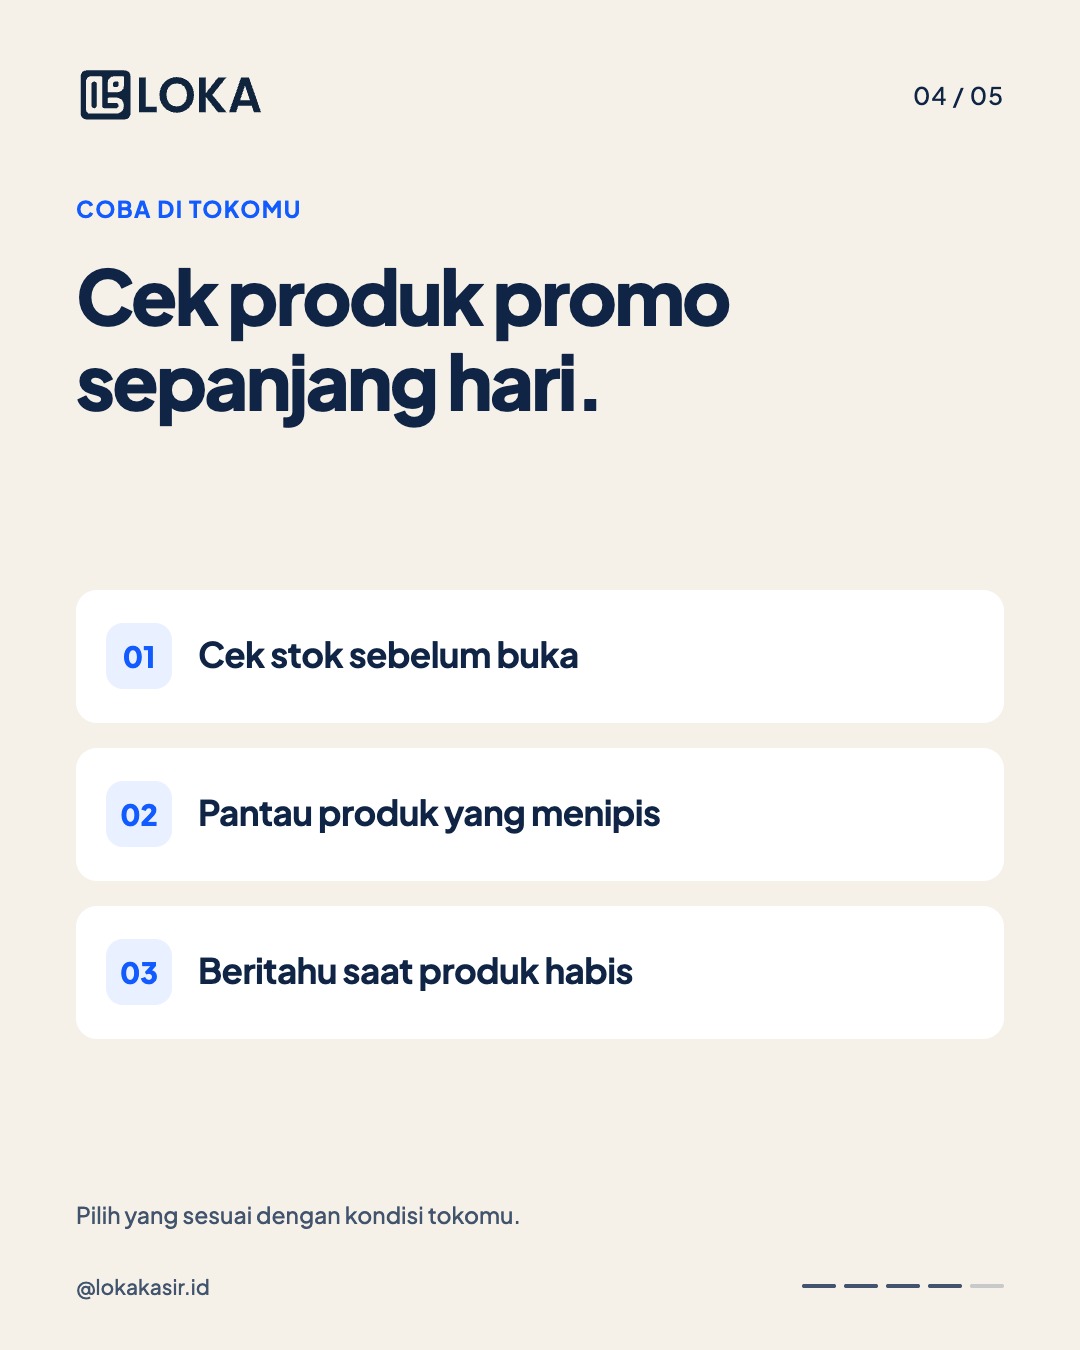 LOKA
04 / 05
COBA DI TOKOMU
Cek produk promo
sepanjang hari.
01 Cek stok sebelum buka
02 Pantau produk yang menipis
03 Beritahu saat produk habis
Pilih yang sesuai dengan kondisi tokomu.
@lokakasir.id